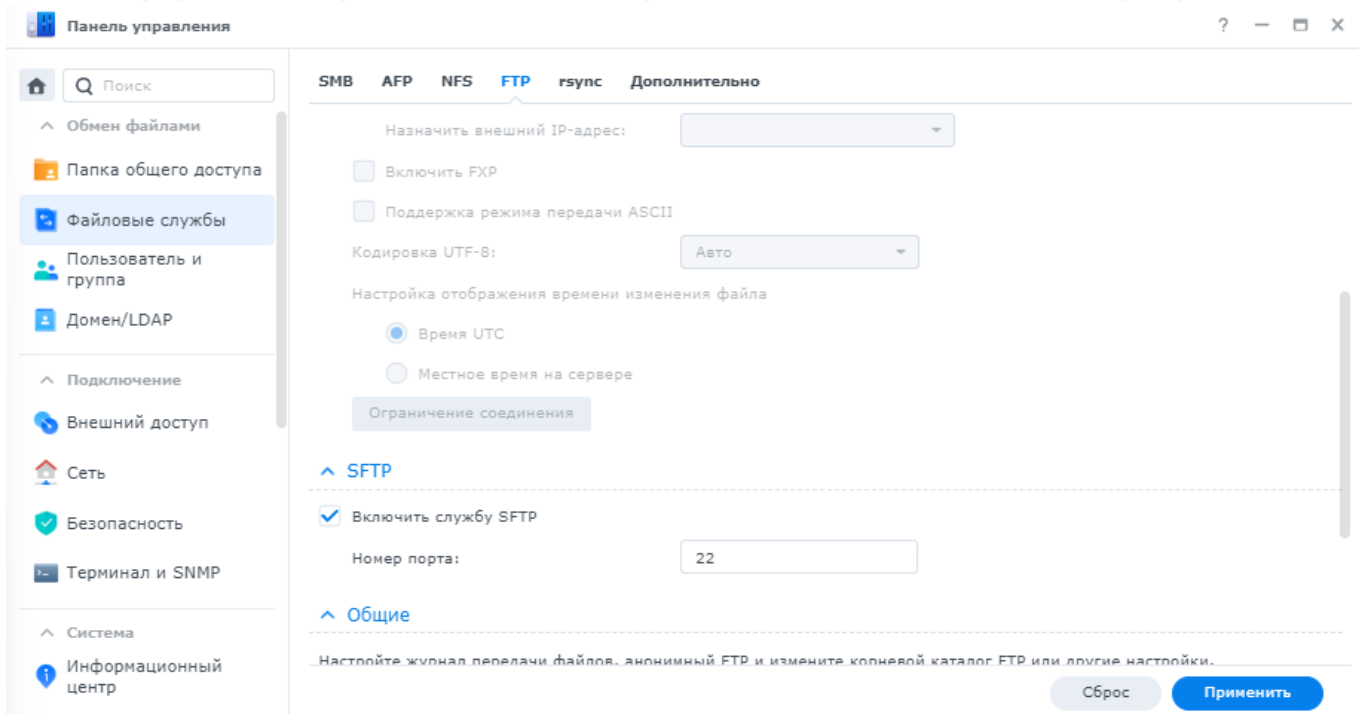 Панель управления
?
Поиск
Обмен файлами
Папка общего доступа
Файловые службы
Пользователь и
группа
Домен/LDAP
Подключение
Внешний доступ
Сеть
Безопасность
Терминал и SNMP
Система
Информационный
центр
SMB AFP NFS FTP rsync Дополнительно
Назначить внешний IP-адрес:
Включить FXP
Поддержка режима передачи ASCII
Кодировка UTF-8: Авто
Настройка отображения времени изменения файла
Время UTC
Местное время на сервере
Ограничение соединения
SFTP
Включить службу SFTP
Номер порта: 22
Общие
Настройте журнал передачи файлов, анонимный FTP и измените корневой каталог FTP или другие настройки.
Сброс Применить